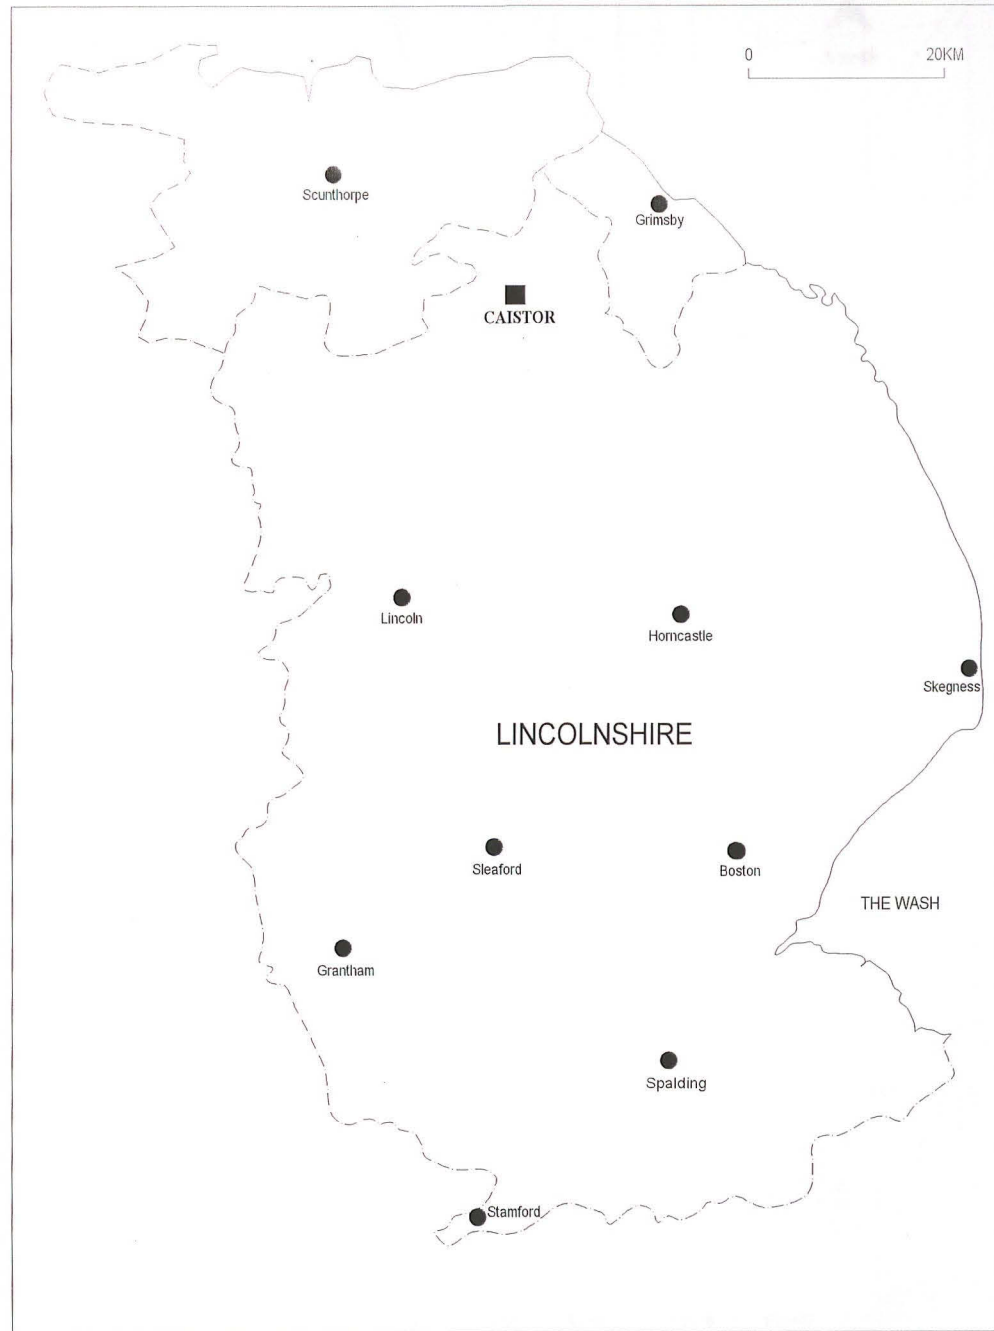 0 20KM
Scunthorpe
Grimsby
CAISTOR
Lincoln
Horncastle
Skegness
LINCOLNSHIRE
Sleaford
Boston
THE WASH
Grantham
Spalding
Stamford